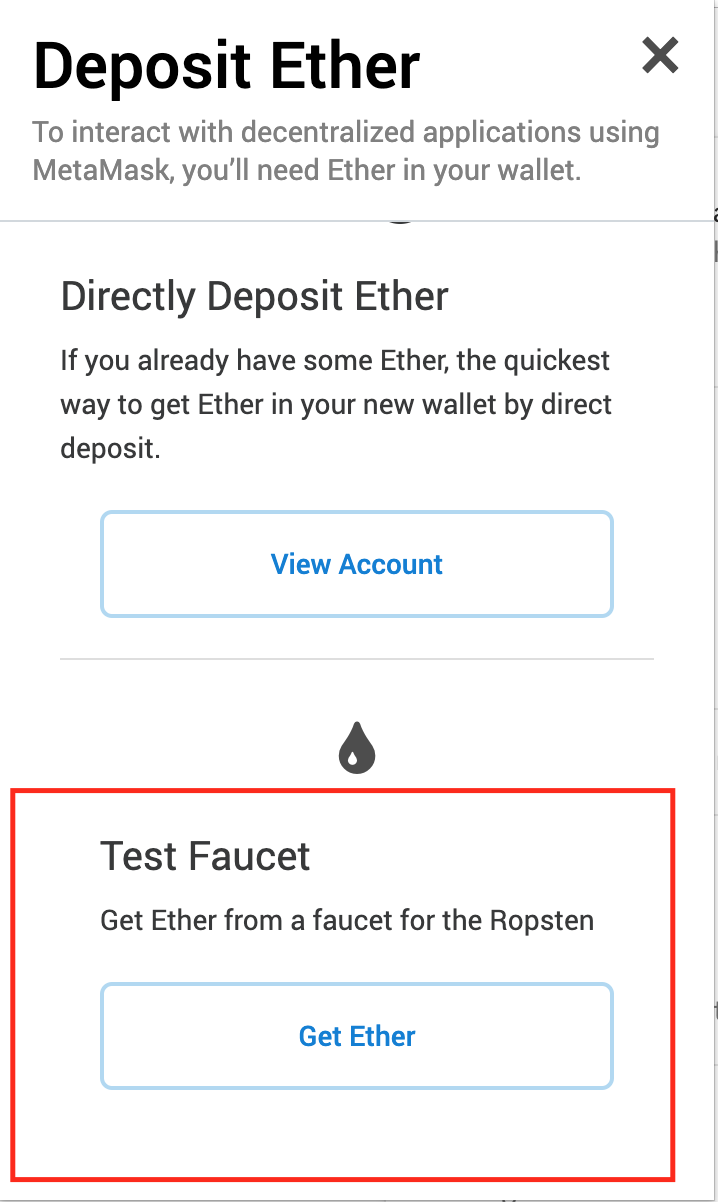 Deposit Ether
To interact with decentralized applications using
MetaMask, you’ll need Ether in your wallet.
Directly Deposit Ether
If you already have some Ether, the quickest
way to get Ether in your new wallet by direct
deposit.
View Account
Test Faucet
Get Ether from a faucet for the Ropsten
Get Ether